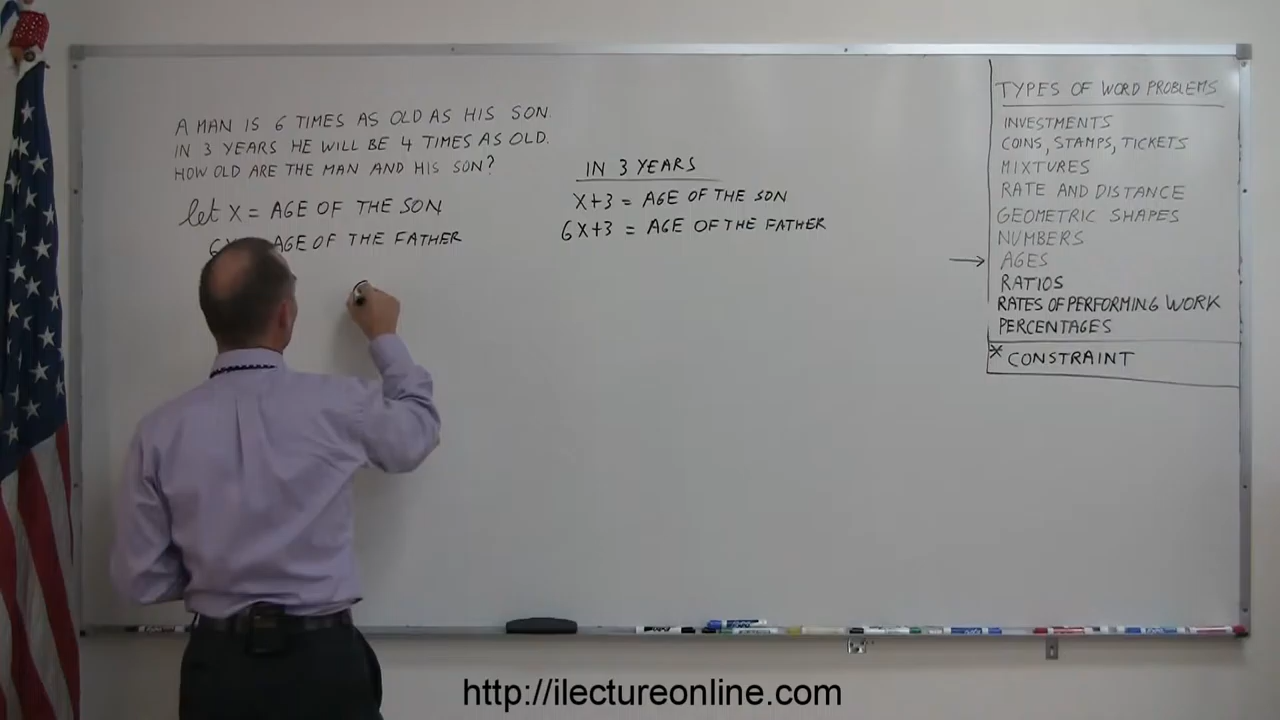 A MAN IS 6 TIMES AS OLD AS HIS SON.
IN 3 YEARS HE WILL BE 4 TIMES AS OLD.
HOW OLD ARE THE MAN AND HIS SON?
let X = AGE OF THE SON
6X AGE OF THE FATHER
IN 3 YEARS
X+3 = AGE OF THE SON
6X+3 = AGE OF THE FATHER
TYPES OF WORD PROBLEMS
INVESTMENTS
COINS, STAMPS, TICKETS
MIXTURES
RATE AND DISTANCE
GEOMETRIC SHAPES
NUMBERS
→ AGES
RATIOS
RATES OF PERFORMING WORK
PERCENTAGES
* CONSTRAINT
http://ilectureonline.com